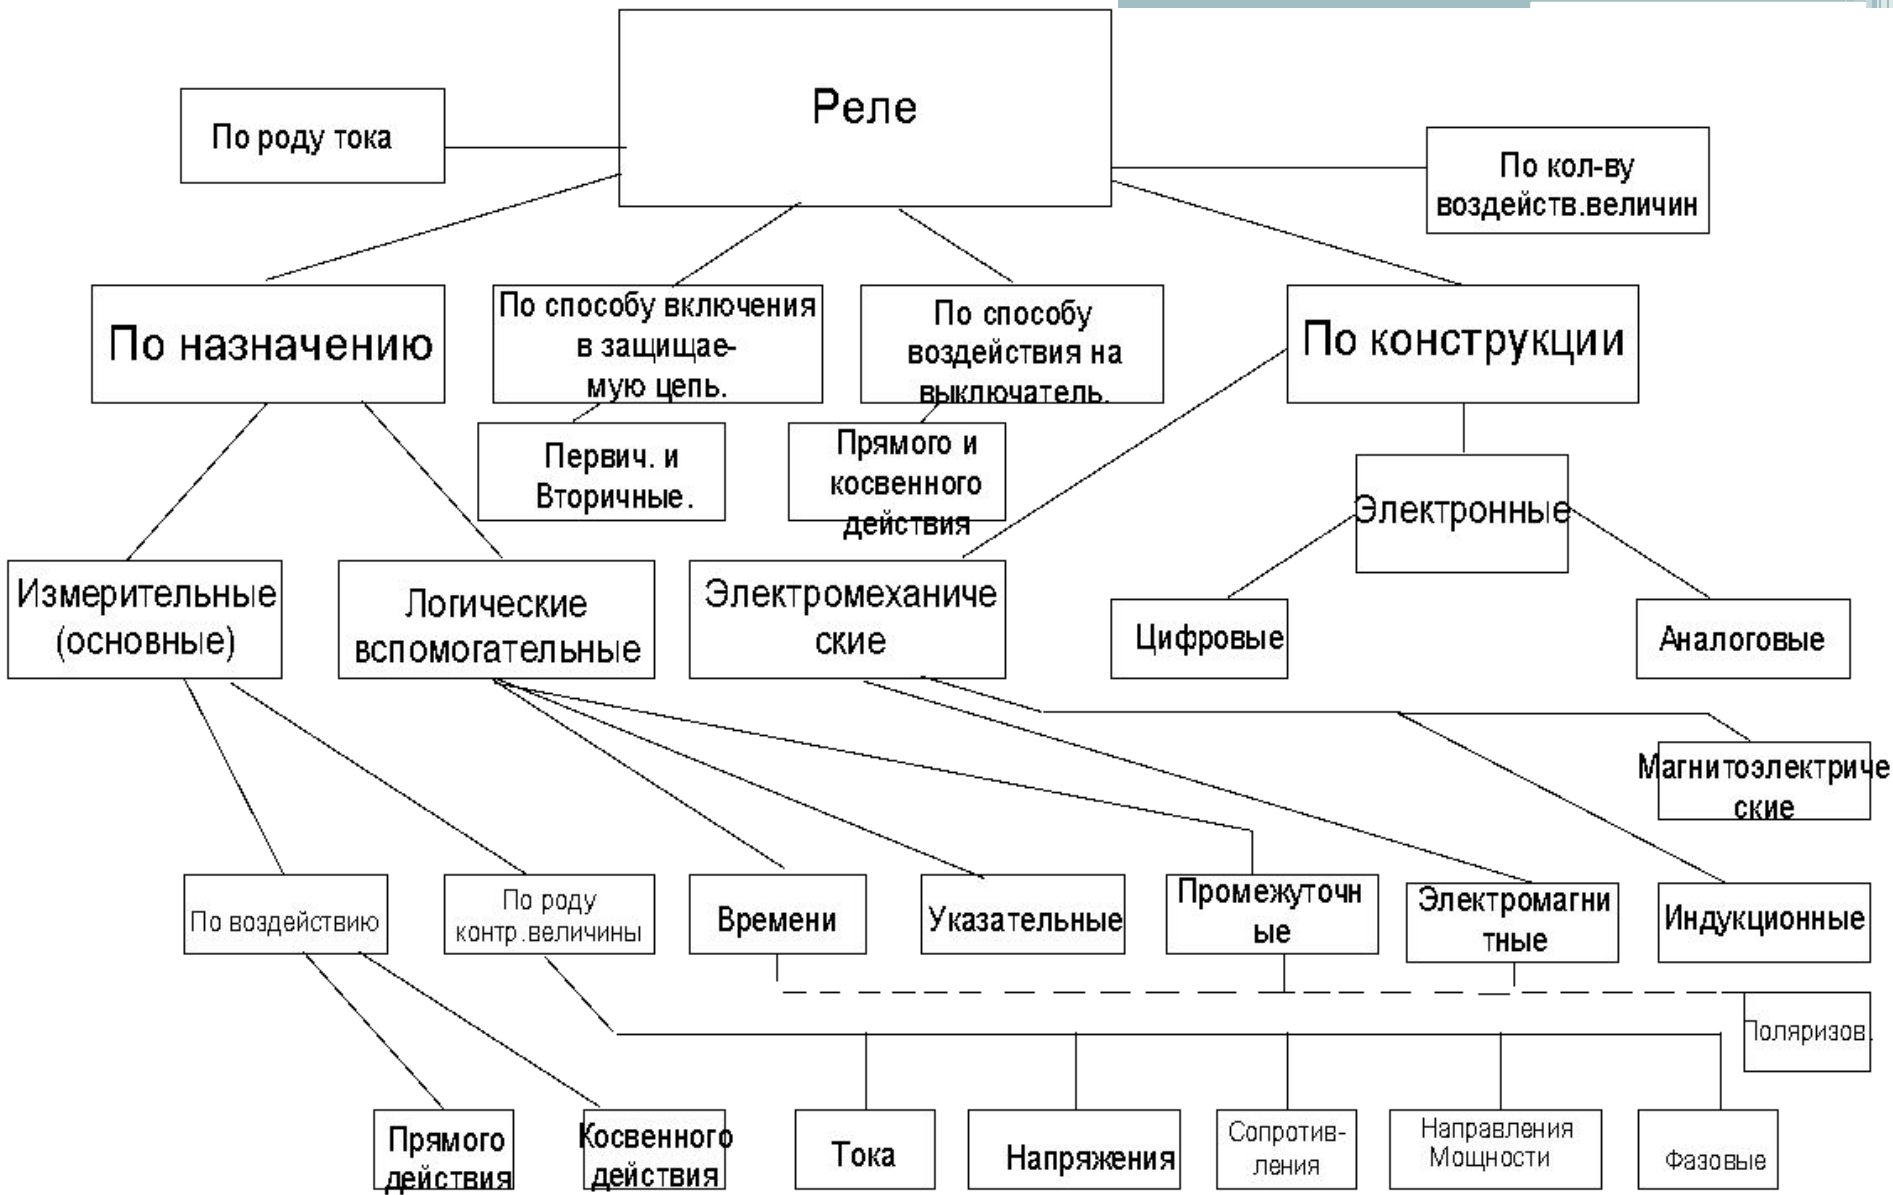 Реле
По роду тока
По кол-ву
воздейств.величин
По назначению
По способу включения
в защищае-
мую цепь.
По способу
воздействия на
выключатель.
По конструкции
Первич. и
Вторичные.
Прямого и
косвенного
действия
Электронные
Измерительные
(основные)
Логические
вспомогательные
Электромеханиче
ские
Цифровые
Аналоговые
Магнитоэлектриче
ские
По воздействию
По роду
контр.величины
Времени
Указательные
Промежуточн
ые
Электромагни
тные
Индукционные
Поляризов.
Прямого
действия
Косвенного
действия
Тока
Напряжения
Сопротив-
ления
Направления
Мощности
Фазовые